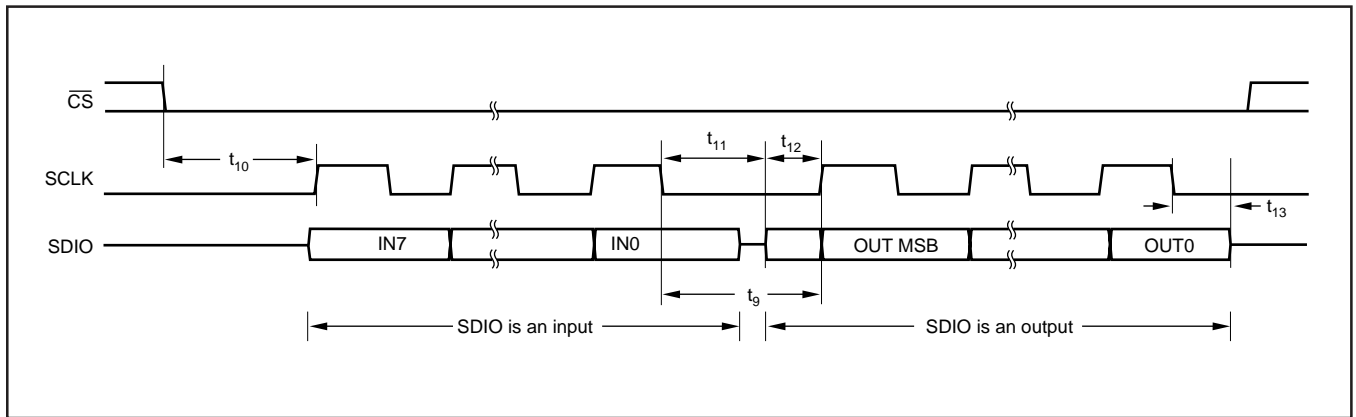 CS
t10
t11
t12
SCLK
t13
SDIO
IN7
IN0
OUT MSB
OUT0
t9
SDIO is an input
SDIO is an output